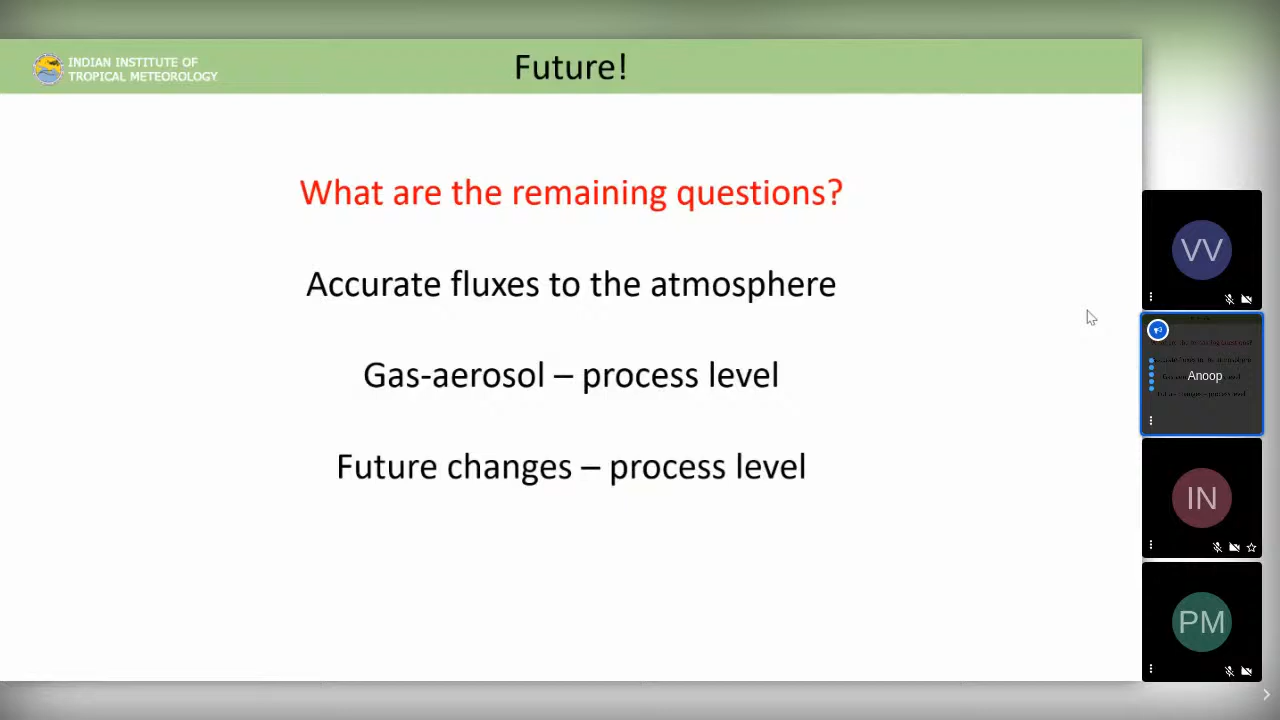 INDIAN INSTITUTE OF
TROPICAL METEOROLOGY
Future!
What are the remaining questions?
Accurate fluxes to the atmosphere
Gas-aerosol – process level
Future changes – process level
VV
Anoop
IN
PM